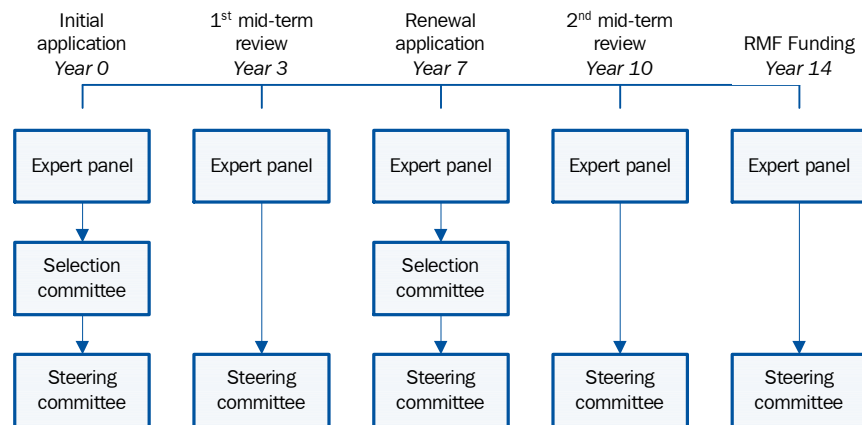 Initial
application
Year 0
1st mid-term
review
Year 3
Renewal
application
Year 7
2nd mid-term
review
Year 10
RMF Funding
Year 14
Expert panel
Expert panel
Expert panel
Expert panel
Expert panel
Selection
committee
Selection
committee
Steering
committee
Steering
committee
Steering
committee
Steering
committee
Steering
committee